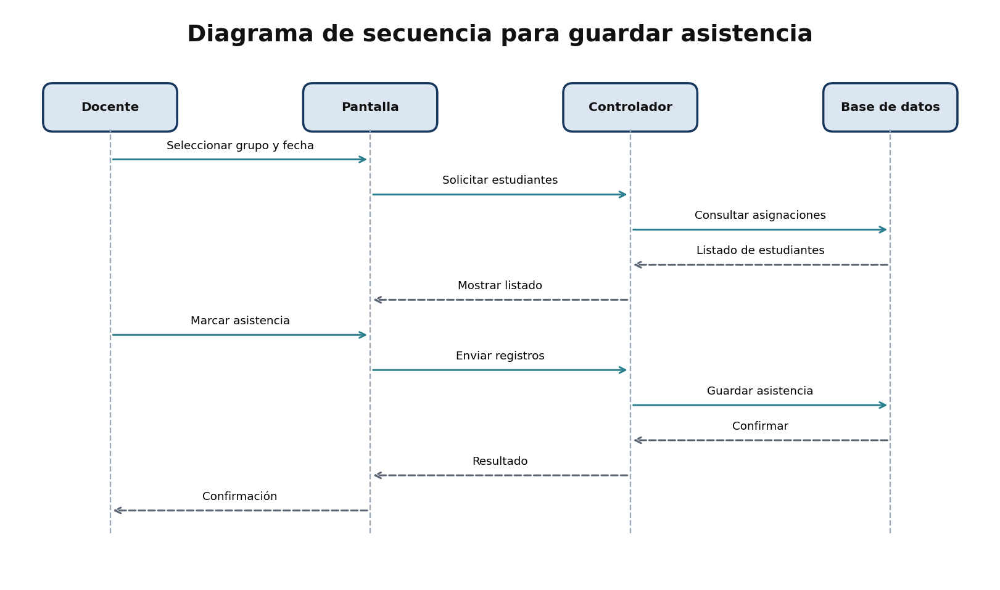 Diagrama de secuencia para guardar asistencia
Docente
Pantalla
Controlador
Base de datos
Seleccionar grupo y fecha
Solicitar estudiantes
Consultar asignaciones
Listado de estudiantes
Mostrar listado
Marcar asistencia
Enviar registros
Guardar asistencia
Confirmar
Resultado
Confirmación